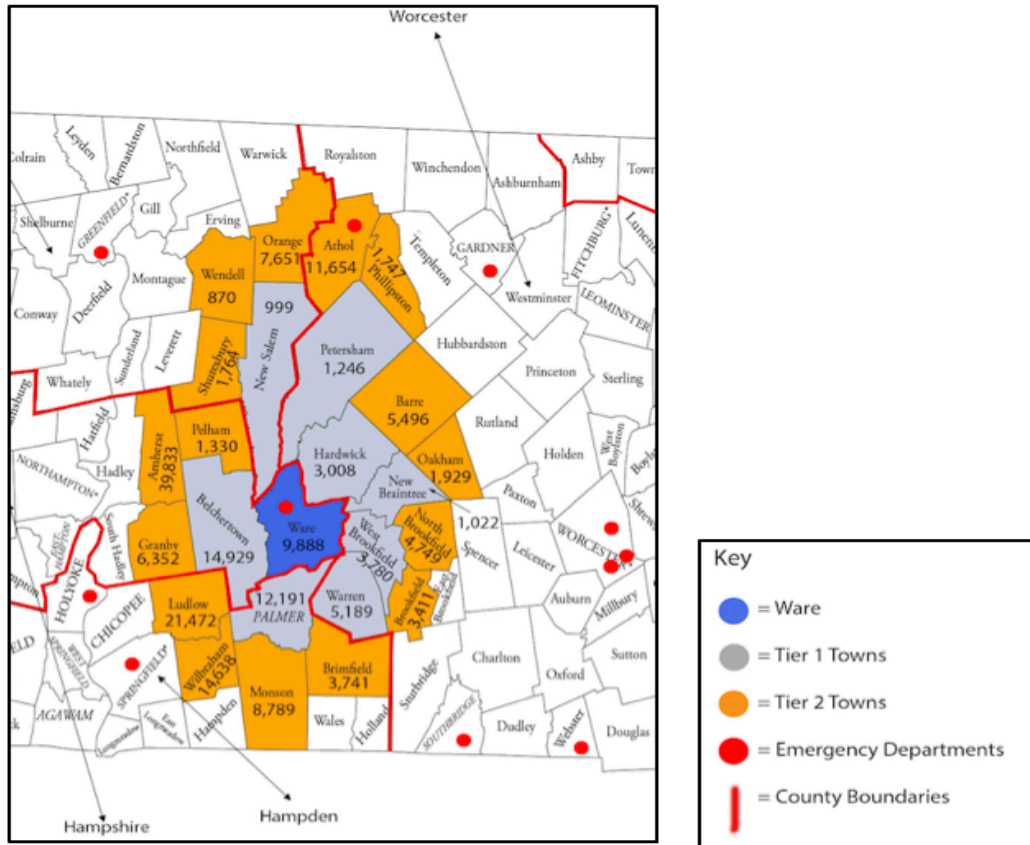 Worcester
Colrain
Leyden
Bernardston
Northfield
Warwick
Royalston
Winchendon
Ashburnham
Ashby
Town
Shelburne
GREENFIELD*
Gill
Erving
Orange
7,651
Athol
11,654
1,747
Phillipston
Templeton
GARDNER
Westminster
FITCHBURG*
Lunen
Conway
Deerfield
Montague
Wendell
870
999
New Salem
Petersham
1,246
Hubbardston
LEOMINSTER
Whately
Sunderland
Leverett
Shutesbury
1,764
Princeton
Sterling
amsburg
Hatfield
Amherst
39,833
Pelham
1,330
Barre
5,496
Rutland
Holden
West
Boylston
Boyls
NORTHAMPTON*
Hadley
Hardwick
3,008
Oakham
1,929
New
Braintree
Paxton
Shrew
EAST-
HAMPTON
South
Hadley
Granby
6,352
Belchertown
14,929
Ware
9,888
West
Brookfield
3,780
North
Brookfield
4,749
1,022
Spencer
Leicester
WORCESTER*
mpton
HOLYOKE
CHICOPEE
Ludlow
21,472
12,191
PALMER
Warren
5,189
Brookfield
3,411
East
Brookfield
Auburn
Millbury
IELD
WEST
SPRINGFIELD
SPRINGFIELD*
Wilbraham
14,638
Monson
8,789
Brimfield
3,741
Sturbridge
Charlton
Oxford
Sutton
AGAWAM
Longmeadow
East
Longmeadow
Hampden
Wales
Holland
SOUTHBRIDGE
Dudley
Webster
Douglas
Hampshire
Hampden
Key
= Ware
= Tier 1 Towns
= Tier 2 Towns
= Emergency Departments
= County Boundaries